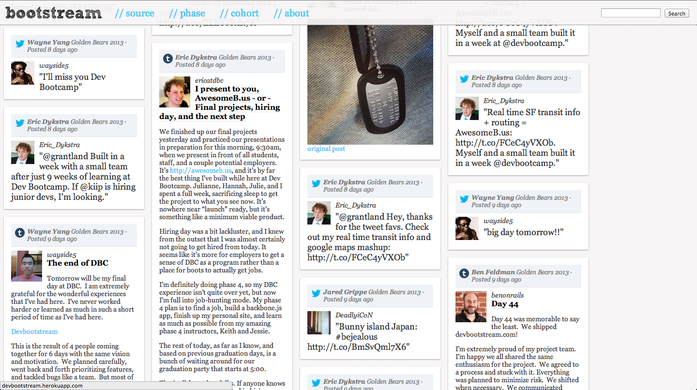 bootstream // source // phase // cohort // about Search
Wayne Yang Golden Bears 2013 ·
Posted 8 days ago
wayside5
"I'll miss you Dev
Bootcamp"
Eric Dykstra Golden Bears 2013 ·
Posted 8 days ago
Eric_Dykstra
"@grantland Built in a
week with a small team
after just 9 weeks of learning at
Dev Bootcamp. If @kiip is hiring
junior devs, I'm looking."
Wayne Yang Golden Bears 2013 ·
Posted 9 days ago
wayside5
The end of DBC
Tomorrow will be my final
day at DBC. I am extremely
grateful for the wonderful experiences
that I've had here. I've never worked
harder or learned as much in such a short
period of time as I've had here.
Devbootstream
This is the result of 4 people coming
together for 6 days with the same vision
and motivation. We planned carefully,
went back and forth prioritizing features,
and tackled bugs like a team. But most of
devbootstream.herokuapp.com
Eric Dykstra Golden Bears 2013 ·
Posted 8 days ago
ericatdbc
I present to you,
AwesomeB.us - or -
Final projects, hiring
day, and the next step
We finished up our final projects
yesterday and practiced our presentations
in preparation for this morning, 9:30am,
when we present in front of all students,
staff, and a couple potential employers.
It's http://awesomeb.us, and it's by far
the best thing I've built while here at Dev
Bootcamp. Julianne, Hannah, Julie, and I
spent a full week, sacrificing sleep to get
the project to what you see now. It's
nowhere near "launch" ready, but it's
something like a minimum viable product.
Hiring day was a bit lackluster, and I knew
from the outset that I was almost certainly
not going to get hired from today. It
seems like it's more for employers to get a
sense of DBC as a program rather than a
place for boots to actually get jobs.
I'm definitely doing phase 4, so my DBC
experience isn't quite over yet, but now
I'm full into job-hunting mode. My phase
4 plan is to find a job, build a backbone.js
app, finish up my personal site, and learn
as much as possible from my amazing
phase 4 instructors, Keith and Jessie.
The rest of today, as far as I know, and
based on previous graduation days, is a
bunch of waiting around for our
graduation party that starts at 5:00.
If anyone knows
original post
Eric Dykstra Golden Bears 2013 ·
Posted 8 days ago
Eric_Dykstra
"@grantland Hey, thanks
for the tweet favs. Check
out my real time transit info and
google maps mashup:
http://t.co/FCeC4yVXOb"
Jared Grippe Golden Bears 2013 ·
Posted 9 days ago
DeadlyiCoN
"Bunny island Japan:
#bejealous
http://t.co/BmSvQml7X6"
Myself and a small team built it
in a week at @devbootcamp."
Eric Dykstra Golden Bears 2013 ·
Posted 8 days ago
Eric_Dykstra
"Real time SF transit info
+ routing =
AwesomeB.us:
http://t.co/FCeC4yVXOb.
Myself and a small team built it
in a week @ devbootcamp."
Wayne Yang Golden Bears 2013 ·
Posted 9 days ago
wayside5
"big day tomorrow!!"
Ben Feldman Golden Bears 2013 ·
Posted 9 days ago
benonrails
Day 44
Day 44 was memorable to say
the least. We shipped
devbootstream.com!
I'm extremely proud of my project team.
I'm happy we all shared the same
enthusiasm for the project. We agreed to
a process and stuck with it. Everything
was planned to minimize risk. We shifted
when necessary. We communicated